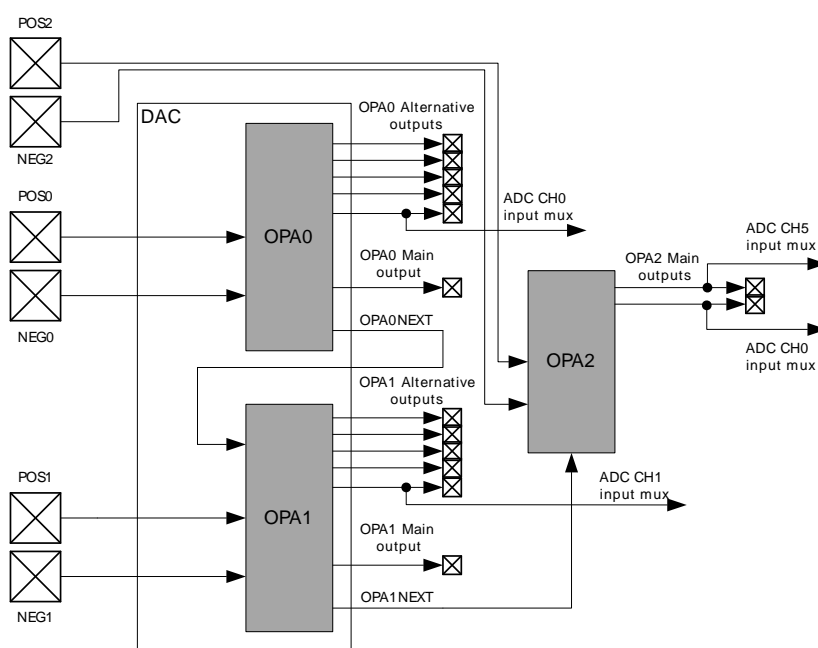 POS2
NEG2
DAC
OPA0 Alternative
outputs
POS0
OPA0
ADC CH0
input mux
NEG0
OPA0 Main
output
OPA0NEXT
ADC CH5
input mux
OPA2 Main
outputs
OPA2
ADC CH0
input mux
OPA1 Alternative
outputs
POS1
OPA1
ADC CH1
input mux
NEG1
OPA1 Main
output
OPA1NEXT